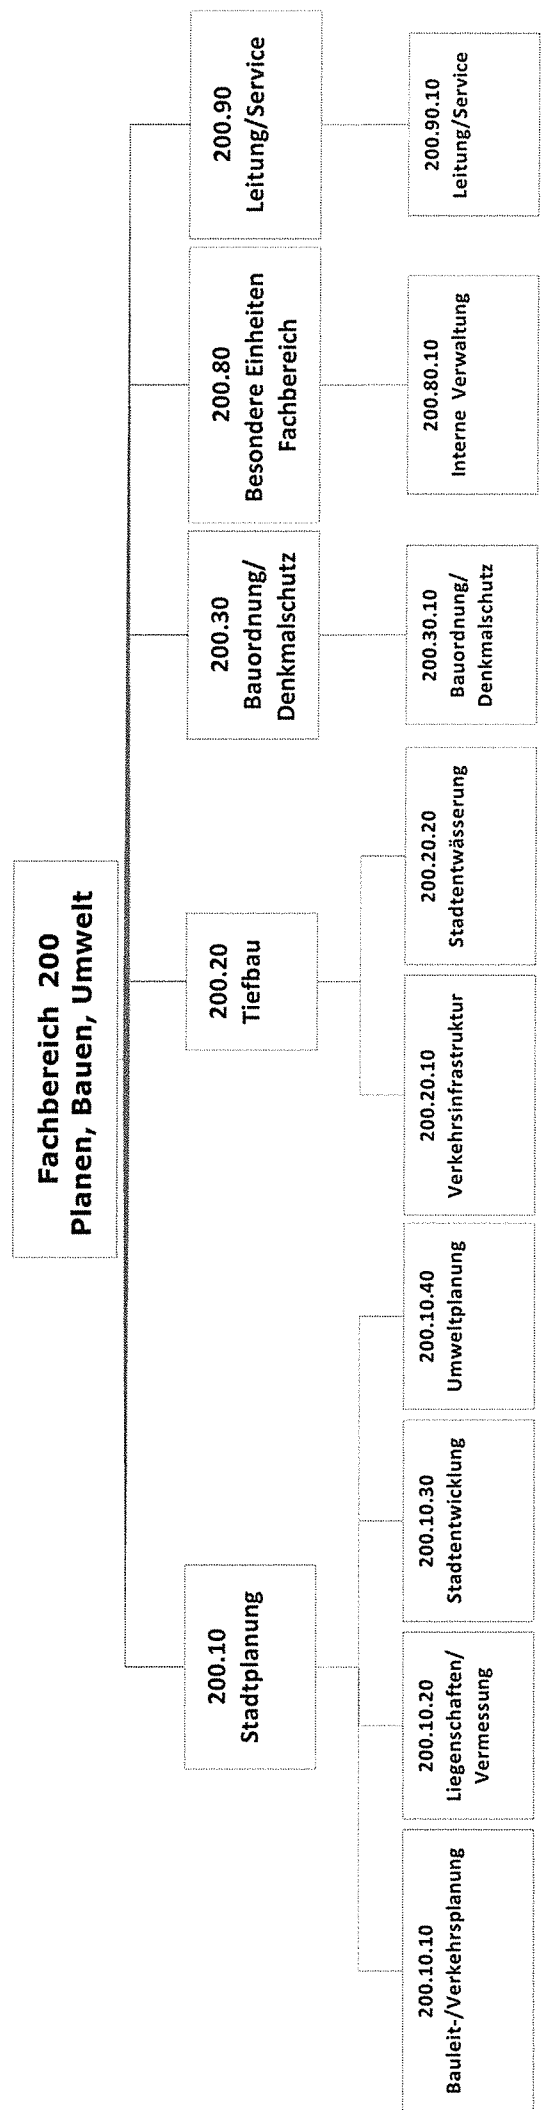 Fachbereich 200
Planen, Bauen, Umwelt
200.10
Stadtplanung
200.20
Tiefbau
200.30
Bauordnung/
Denkmalschutz
200.80
Besondere Einheiten
Fachbereich
200.90
Leitung/Service
200.10.10
Bauleit-/Verkehrsplanung
200.10.20
Liegenschaften/
Vermessung
200.10.30
Stadtentwicklung
200.10.40
Umweltplanung
200.20.10
Verkehrsinfrastruktur
200.20.20
Stadtentwässerung
200.30.10
Bauordnung/
Denkmalschutz
200.80.10
Interne Verwaltung
200.90.10
Leitung/Service